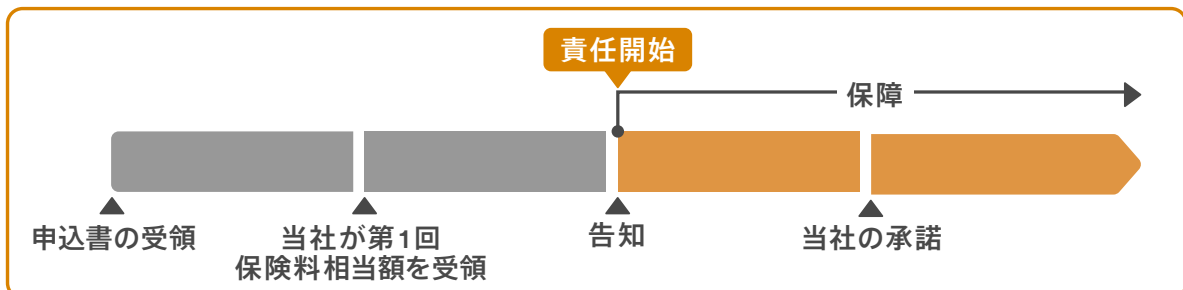 責任開始
保障
申込書の受領
当社が第1回
保険料相当額を受領
告知
当社の承諾